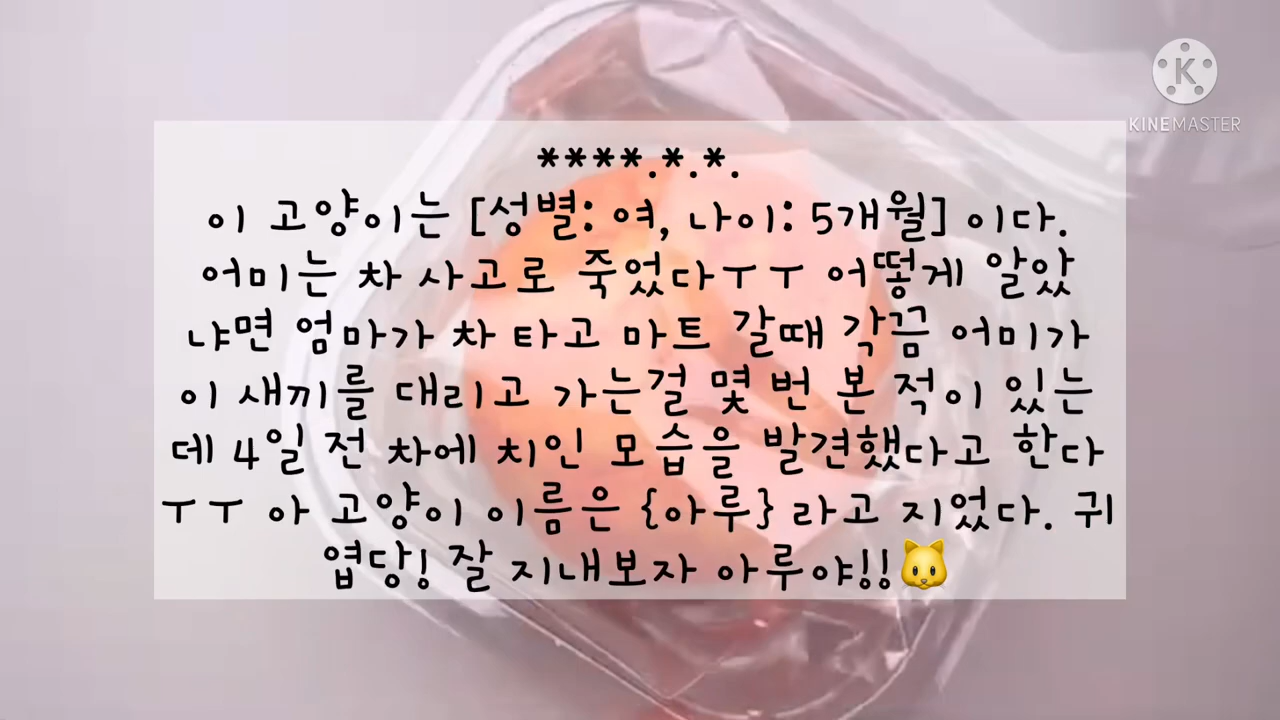 KINEMASTER
****.*.*.
이 고양이는 [성별: 여, 나이: 5개월] 이다.
어미는 차 사고로 죽었다ㅜㅜ 어떻게 알았
냐면 엄마가 차 타고 마트 갈때 각끔 어미가
이 새끼를 대리고 가는걸 몇 번 본 적이 있는
데 4일 전 차에 치인 모습을 발견했다고 한다
ㅜㅜ 아 고양이 이름은 {아루} 라고 지었다. 귀
엽당! 잘 지내보자 아루야!!🐱